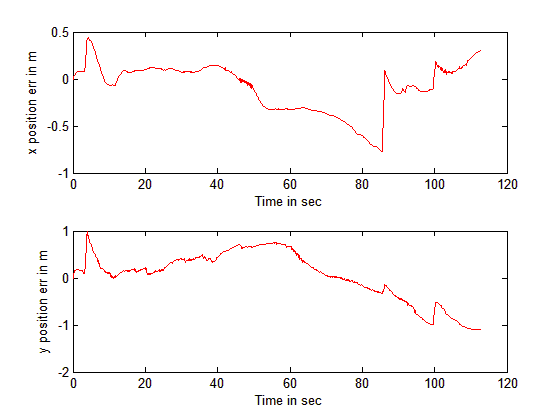 0.5
0
-0.5
-1
x position err in m
0 20 40 60 80 100 120
Time in sec
1
0
-1
-2
y position err in m
0 20 40 60 80 100 120
Time in sec